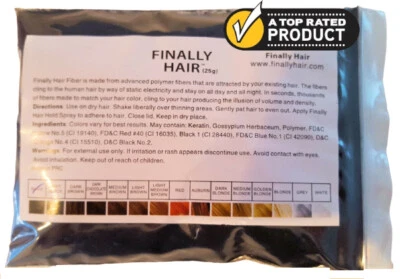 A TOP RATED
PRODUCT
FINALLY
HAIR (25g)
Finally Hair
www.finallyhair.com
Finally Hair Fiber is made from advanced polymer fibers that are attracted by your existing hair. The fibers
cling to the human hair by way of static electricity and stay on all day and all night. In seconds, thousands
of fibers made to match your hair color, cling to your hair producing the illusion of volume and density.
Directions: Use on dry hair. Shake liberally over thinning areas. Gently pat hair to even out. Apply Finally
Hair Hold Spray to adhere to hair. Close lid. Keep in dry place.
Ingredients: Colors vary for best results. May contain: Keratin, Gossypium Herbaceum, Polymer, FD&C
No.5 (CI 19140), FD&C Red #40 (CI 16035), Black 1 (CI 28440), FD&C Blue No.1 (CI 42090), D&C
No.4 (CI 15510), D&C Black No.2.
Warnings: For external use only. If irritation or rash appears discontinue use. Avoid contact with eyes.
Avoid Contact. Keep out of reach of children.
PRC
BLACK
DARK BROWN
MEDIUM BROWN
LIGHT BROWN
LIGHT MEDIUM BROWN
RED
AUBURN
DARK BLONDE
MEDIUM BLONDE
GOLDEN BLONDE
BLONDE
GREY
WHITE